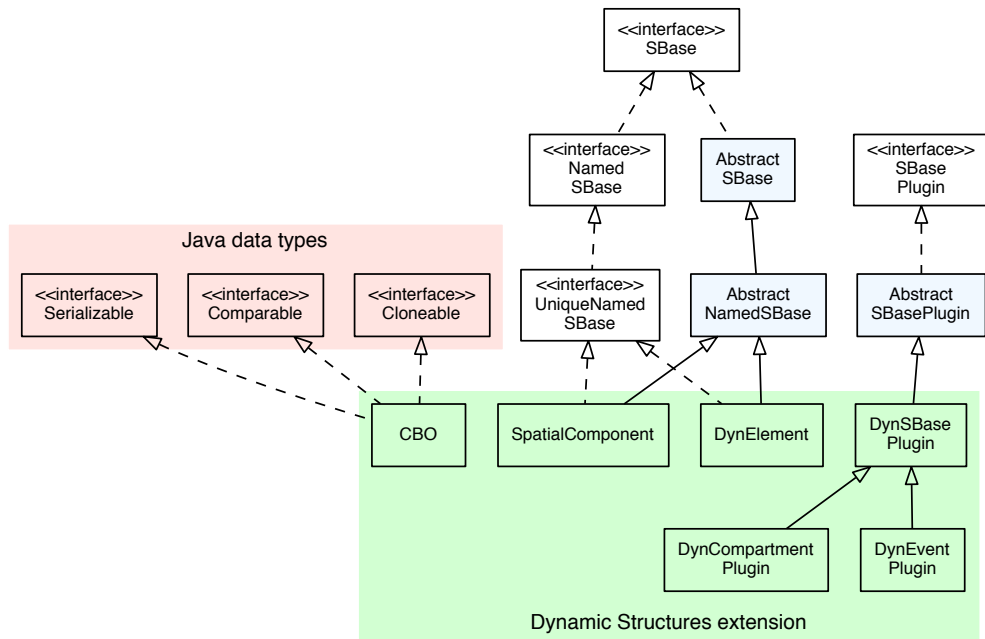 <<interface>>
SBase
<<interface>>
Named
SBase
Abstract
SBase
<<interface>>
SBase
Plugin
Java data types
<<interface>>
Serializable
<<interface>>
Comparable
<<interface>>
Cloneable
<<interface>>
UniqueNamed
SBase
Abstract
NamedSBase
Abstract
SBasePlugin
CBO
SpatialComponent
DynElement
DynSBase
Plugin
DynCompartment
Plugin
DynEvent
Plugin
Dynamic Structures extension